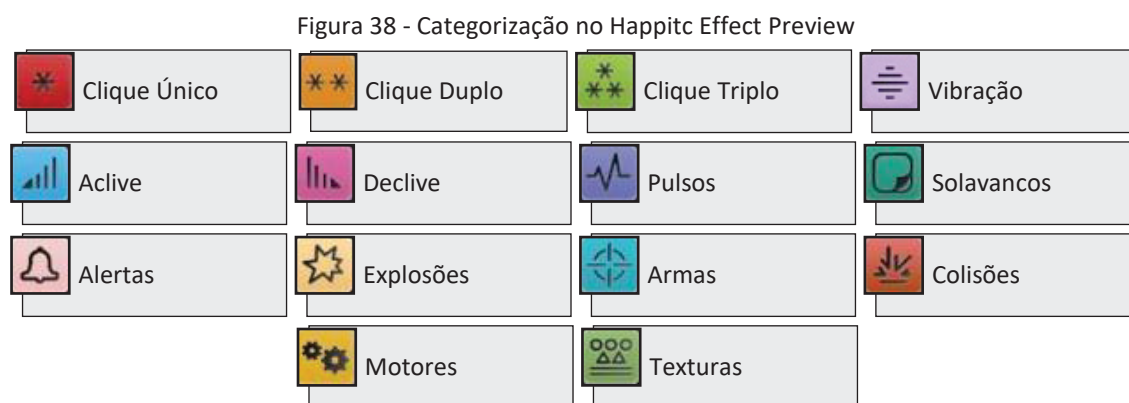 Figura 38 - Categorização no Happitc Effect Preview
Clique Único
Clique Duplo
Clique Triplo
Vibração
Aclive
Declive
Pulsos
Solavancos
Alertas
Explosões
Armas
Colisões
Motores
Texturas